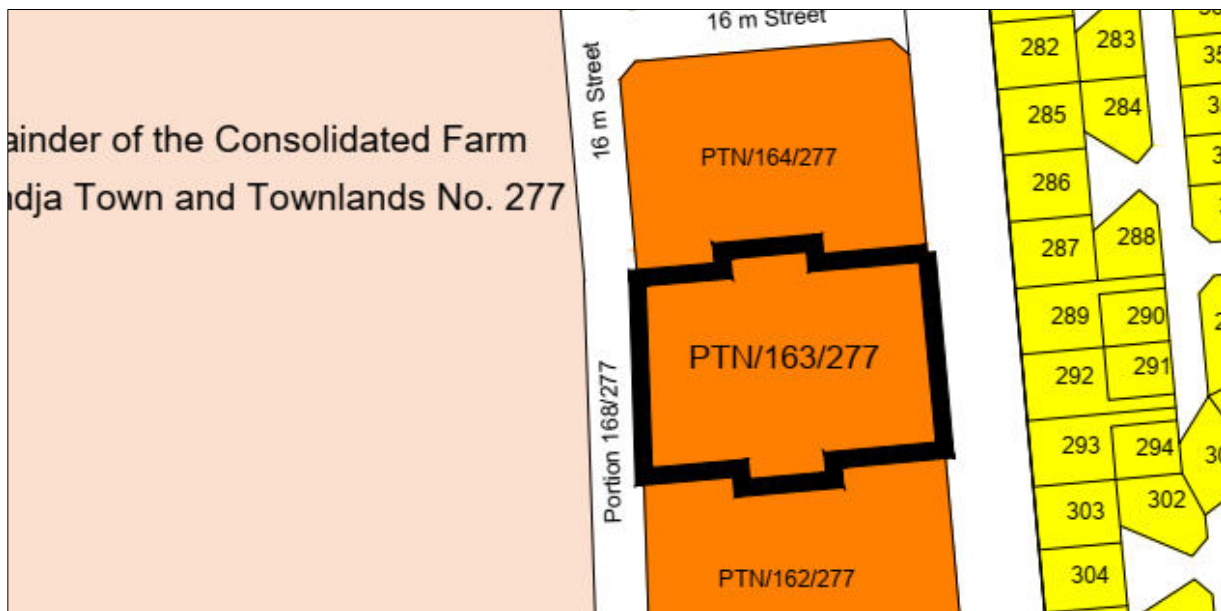 16 m Street
16 m Street
ainder of the Consolidated Farm
dja Town and Townlands No. 277
PTN/164/277
PTN/163/277
Portion 168/277
PTN/162/277
282
283
285
284
286
287
288
289
290
292
291
293
294
303
302
304